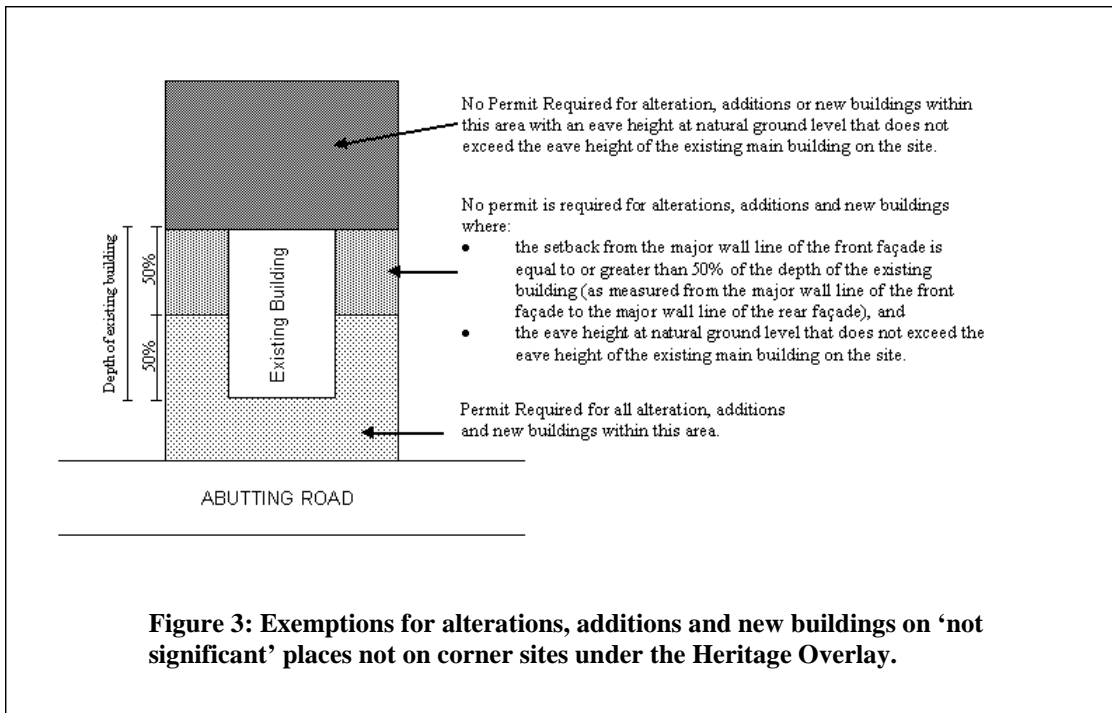 No Permit Required for alteration, additions or new buildings within
this area with an eave height at natural ground level that does not
exceed the eave height of the existing main building on the site.
No permit is required for alterations, additions and new buildings
where:
• the setback from the major wall line of the front façade is
equal to or greater than 50% of the depth of the existing
building (as measured from the major wall line of the front
façade to the major wall line of the rear façade), and
• the eave height at natural ground level that does not exceed the
eave height of the existing main building on the site.
Depth of existing building
50%
50%
Existing Building
Permit Required for all alteration, additions
and new buildings within this area.
ABUTTING ROAD
Figure 3: Exemptions for alterations, additions and new buildings on ‘not
significant’ places not on corner sites under the Heritage Overlay.